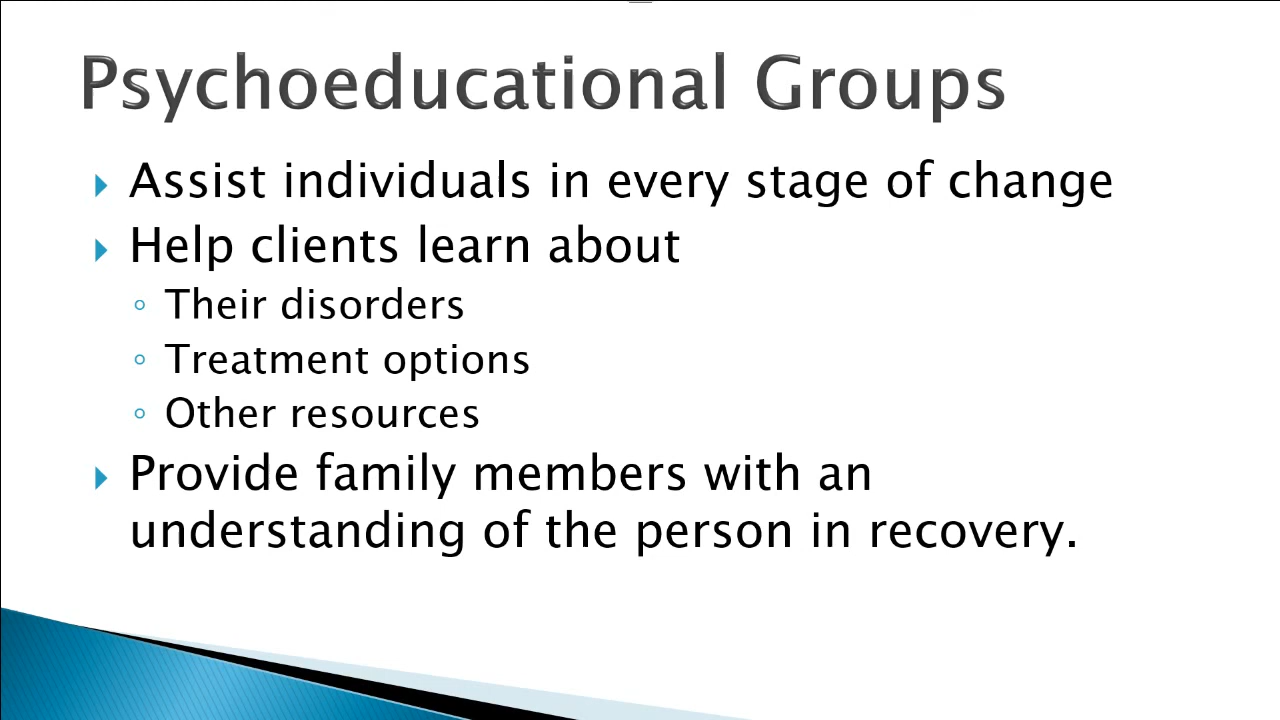 Psychoeducational Groups
Assist individuals in every stage of change
Help clients learn about
Their disorders
Treatment options
Other resources
Provide family members with an
understanding of the person in recovery.